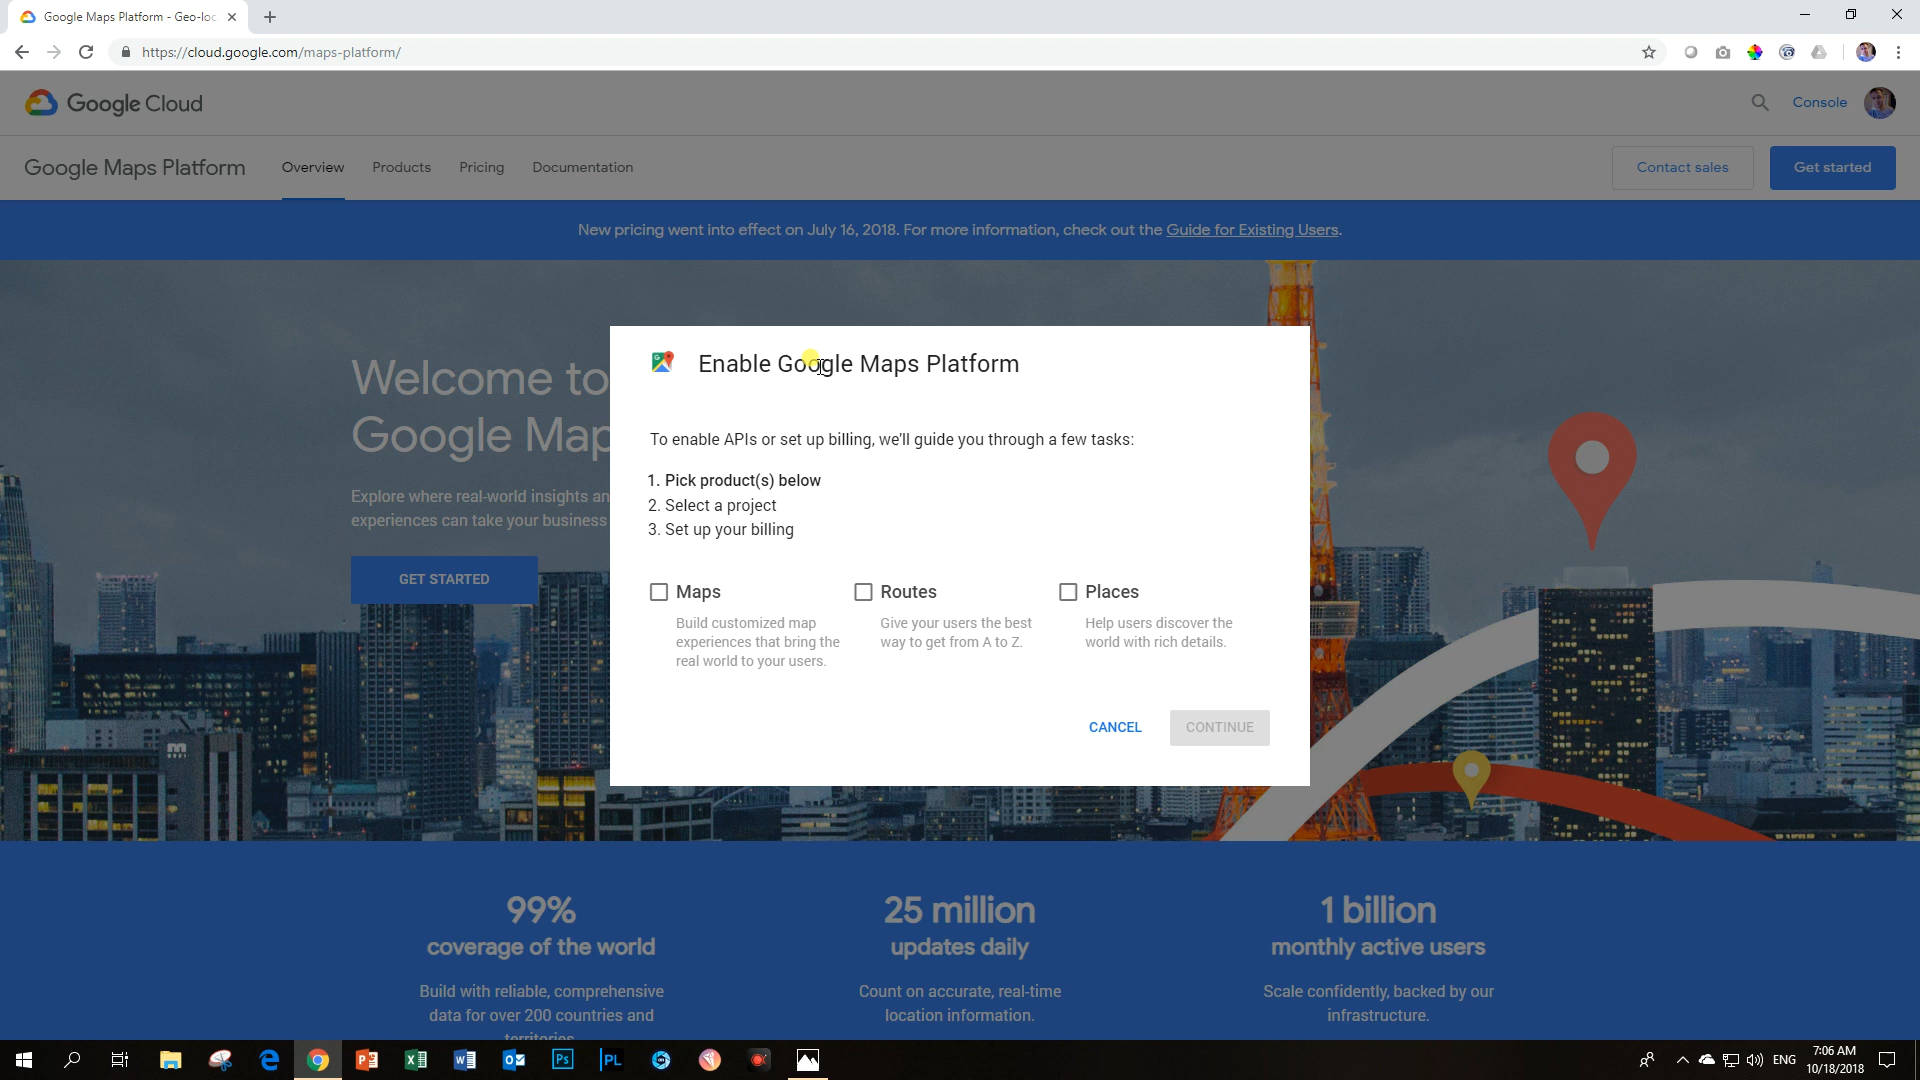 Google Maps Platform - Geo-loc
https://cloud.google.com/maps-platform/
Google Cloud
Console
Google Maps Platform
Overview
Products
Pricing
Documentation
Contact sales
Get started
New pricing went into effect on July 16, 2018. For more information, check out the Guide for Existing Users.
Welcome to
Google Map
Explore where real-world insights an
experiences can take your business
GET STARTED
Enable Google Maps Platform
To enable APIs or set up billing, we'll guide you through a few tasks:
1. Pick product(s) below
2. Select a project
3. Set up your billing
Maps
Build customized map
experiences that bring the
real world to your users.
Routes
Give your users the best
way to get from A to Z.
Places
Help users discover the
world with rich details.
CANCEL
CONTINUE
99%
coverage of the world
Build with reliable, comprehensive
data for over 200 countries and
territories.
25 million
updates daily
Count on accurate, real-time
location information.
1 billion
monthly active users
Scale confidently, backed by our
infrastructure.
Ps
PL
ENG
7:06 AM
10/18/2018